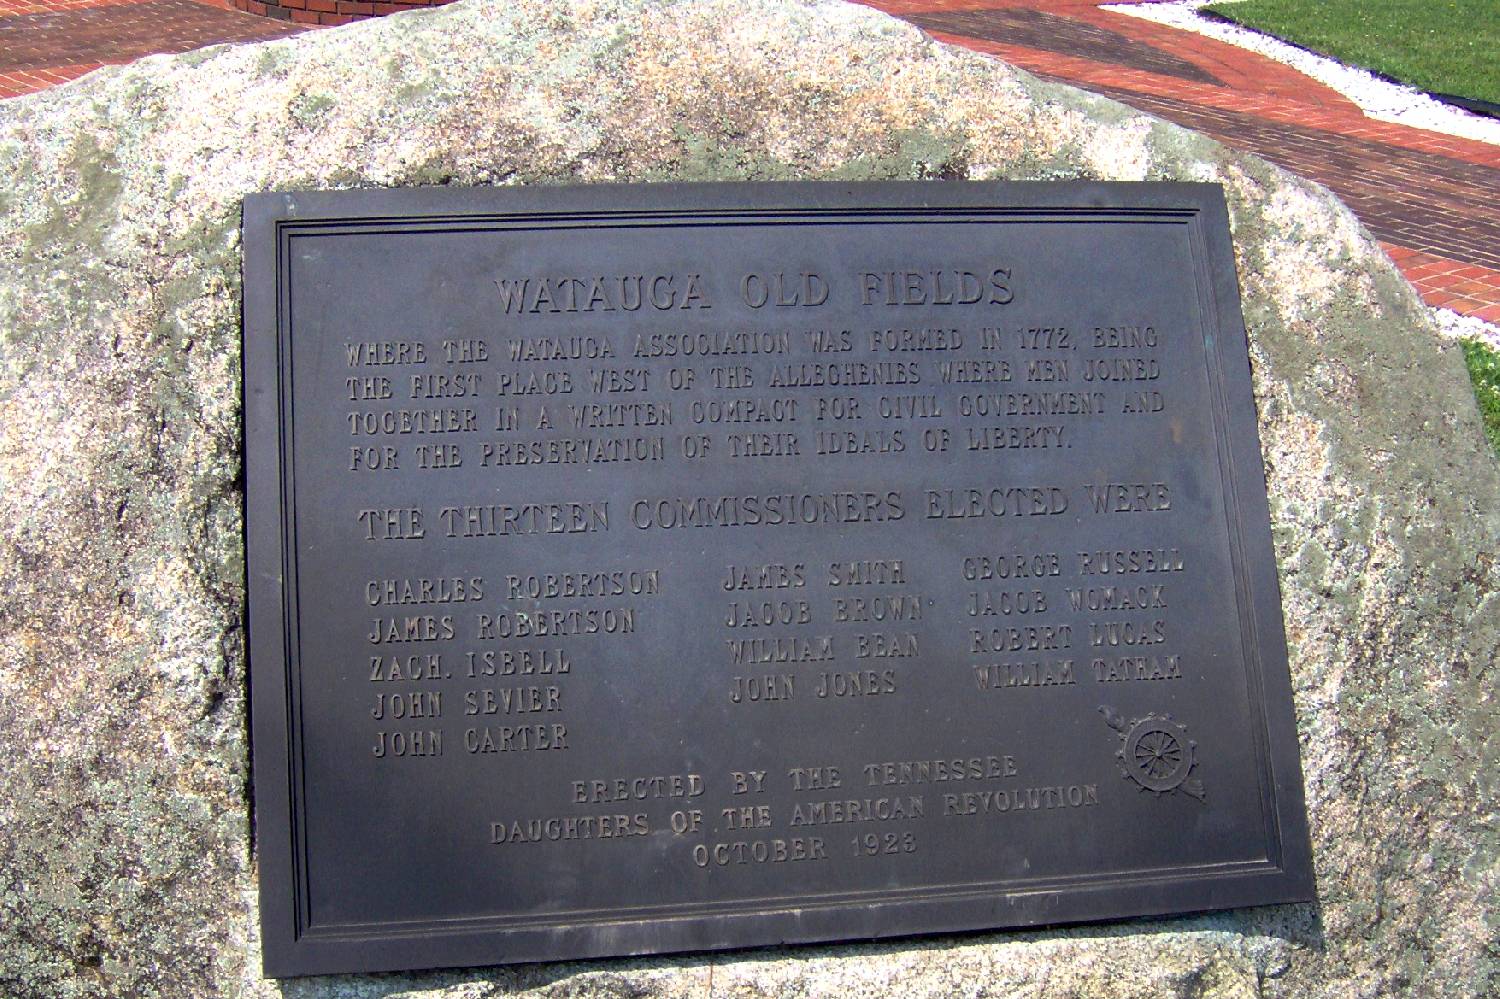 WATAUGA OLD FIELDS
WHERE THE WATAUGA ASSOCIATION WAS FORMED IN 1772, BEING
THE FIRST PLACE WEST OF THE ALLEGHENIES WHERE MEN JOINED
TOGETHER IN A WRITTEN COMPACT FOR CIVIL GOVERNMENT AND
FOR THE PRESERVATION OF THEIR IDEALS OF LIBERTY.
THE THIRTEEN COMMISSIONERS ELECTED WERE
CHARLES ROBERTSON
JAMES ROBERTSON
ZACH. ISBELL
JOHN SEVIER
JOHN CARTER
JAMES SMITH
JACOB BROWN
WILLIAM BEAN
JOHN JONES
GEORGE RUSSELL
JACOB WOMACK
ROBERT LUCAS
WILLIAM TATHAM
ERECTED BY THE TENNESSEE
DAUGHTERS OF THE AMERICAN REVOLUTION
OCTOBER 1923